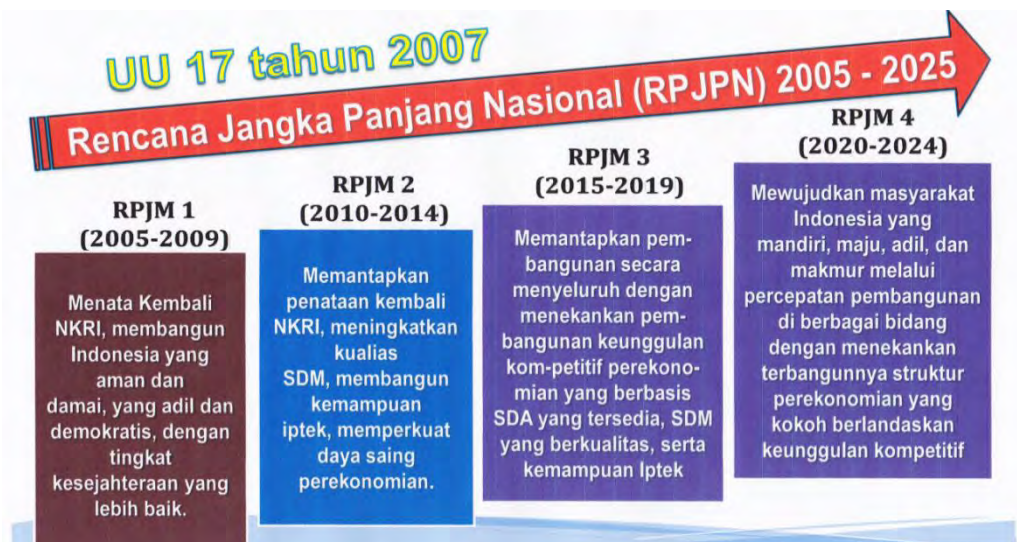 UU 17 tahun 2007
Rencana Jangka Panjang Nasional (RPJPN) 2005 - 2025
RPJM 1
(2005-2009)
Menata Kembali
NKRI, membangun
Indonesia yang
aman dan
damai, yang adil dan
demokratis, dengan
tingkat
kesejahteraan yang
lebih baik.
RPJM 2
(2010-2014)
Memantapkan
penataan kembali
NKRI, meningkatkan
kualias
SDM, membangun
kemampuan
iptek, memperkuat
daya saing
perekonomian.
RPJM 3
(2015-2019)
Memantapkan pem-
bangunan secara
menyeluruh dengan
menekankan pem-
bangunan keunggulan
kom-petitif perekono-
mian yang berbasis
SDA yang tersedia, SDM
yang berkualitas, serta
kemampuan Iptek
RPJM 4
(2020-2024)
Mewujudkan masyarakat
Indonesia yang
mandiri, maju, adil, dan
makmur melalui
percepatan pembangunan
di berbagai bidang
dengan menekankan
terbangunnya struktur
perekonomian yang
kokoh berlandaskan
keunggulan kompetitif